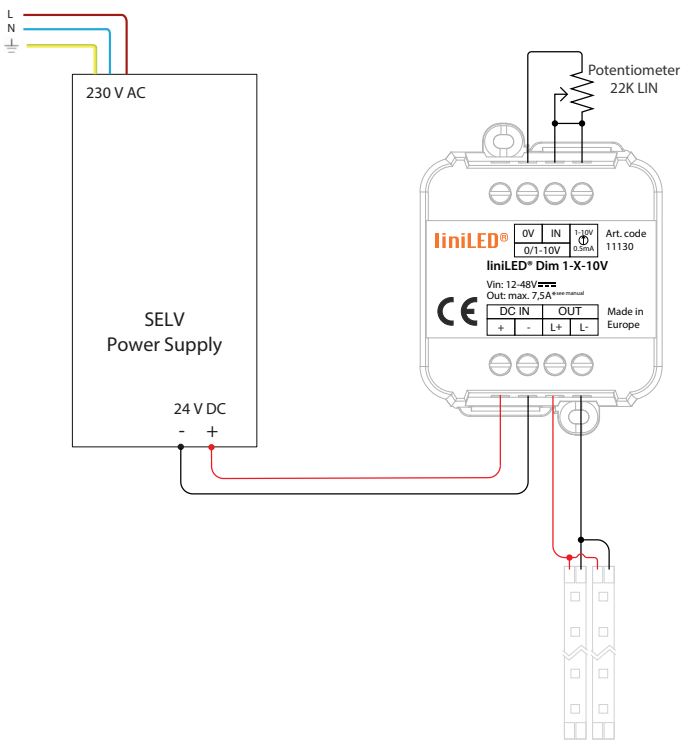 L
N
230 V AC
Potentiometer
22K LIN
liniLED® 0V IN 1-10V Art. code
0/1-10V 0.5mA 11130
liniLED® Dim 1-X-10V
Vin: 12-48V
Out: max. 7,5A *see manual
CE DC IN OUT Made in
+ - L+ L- Europe
SELV
Power Supply
24 V DC
- +